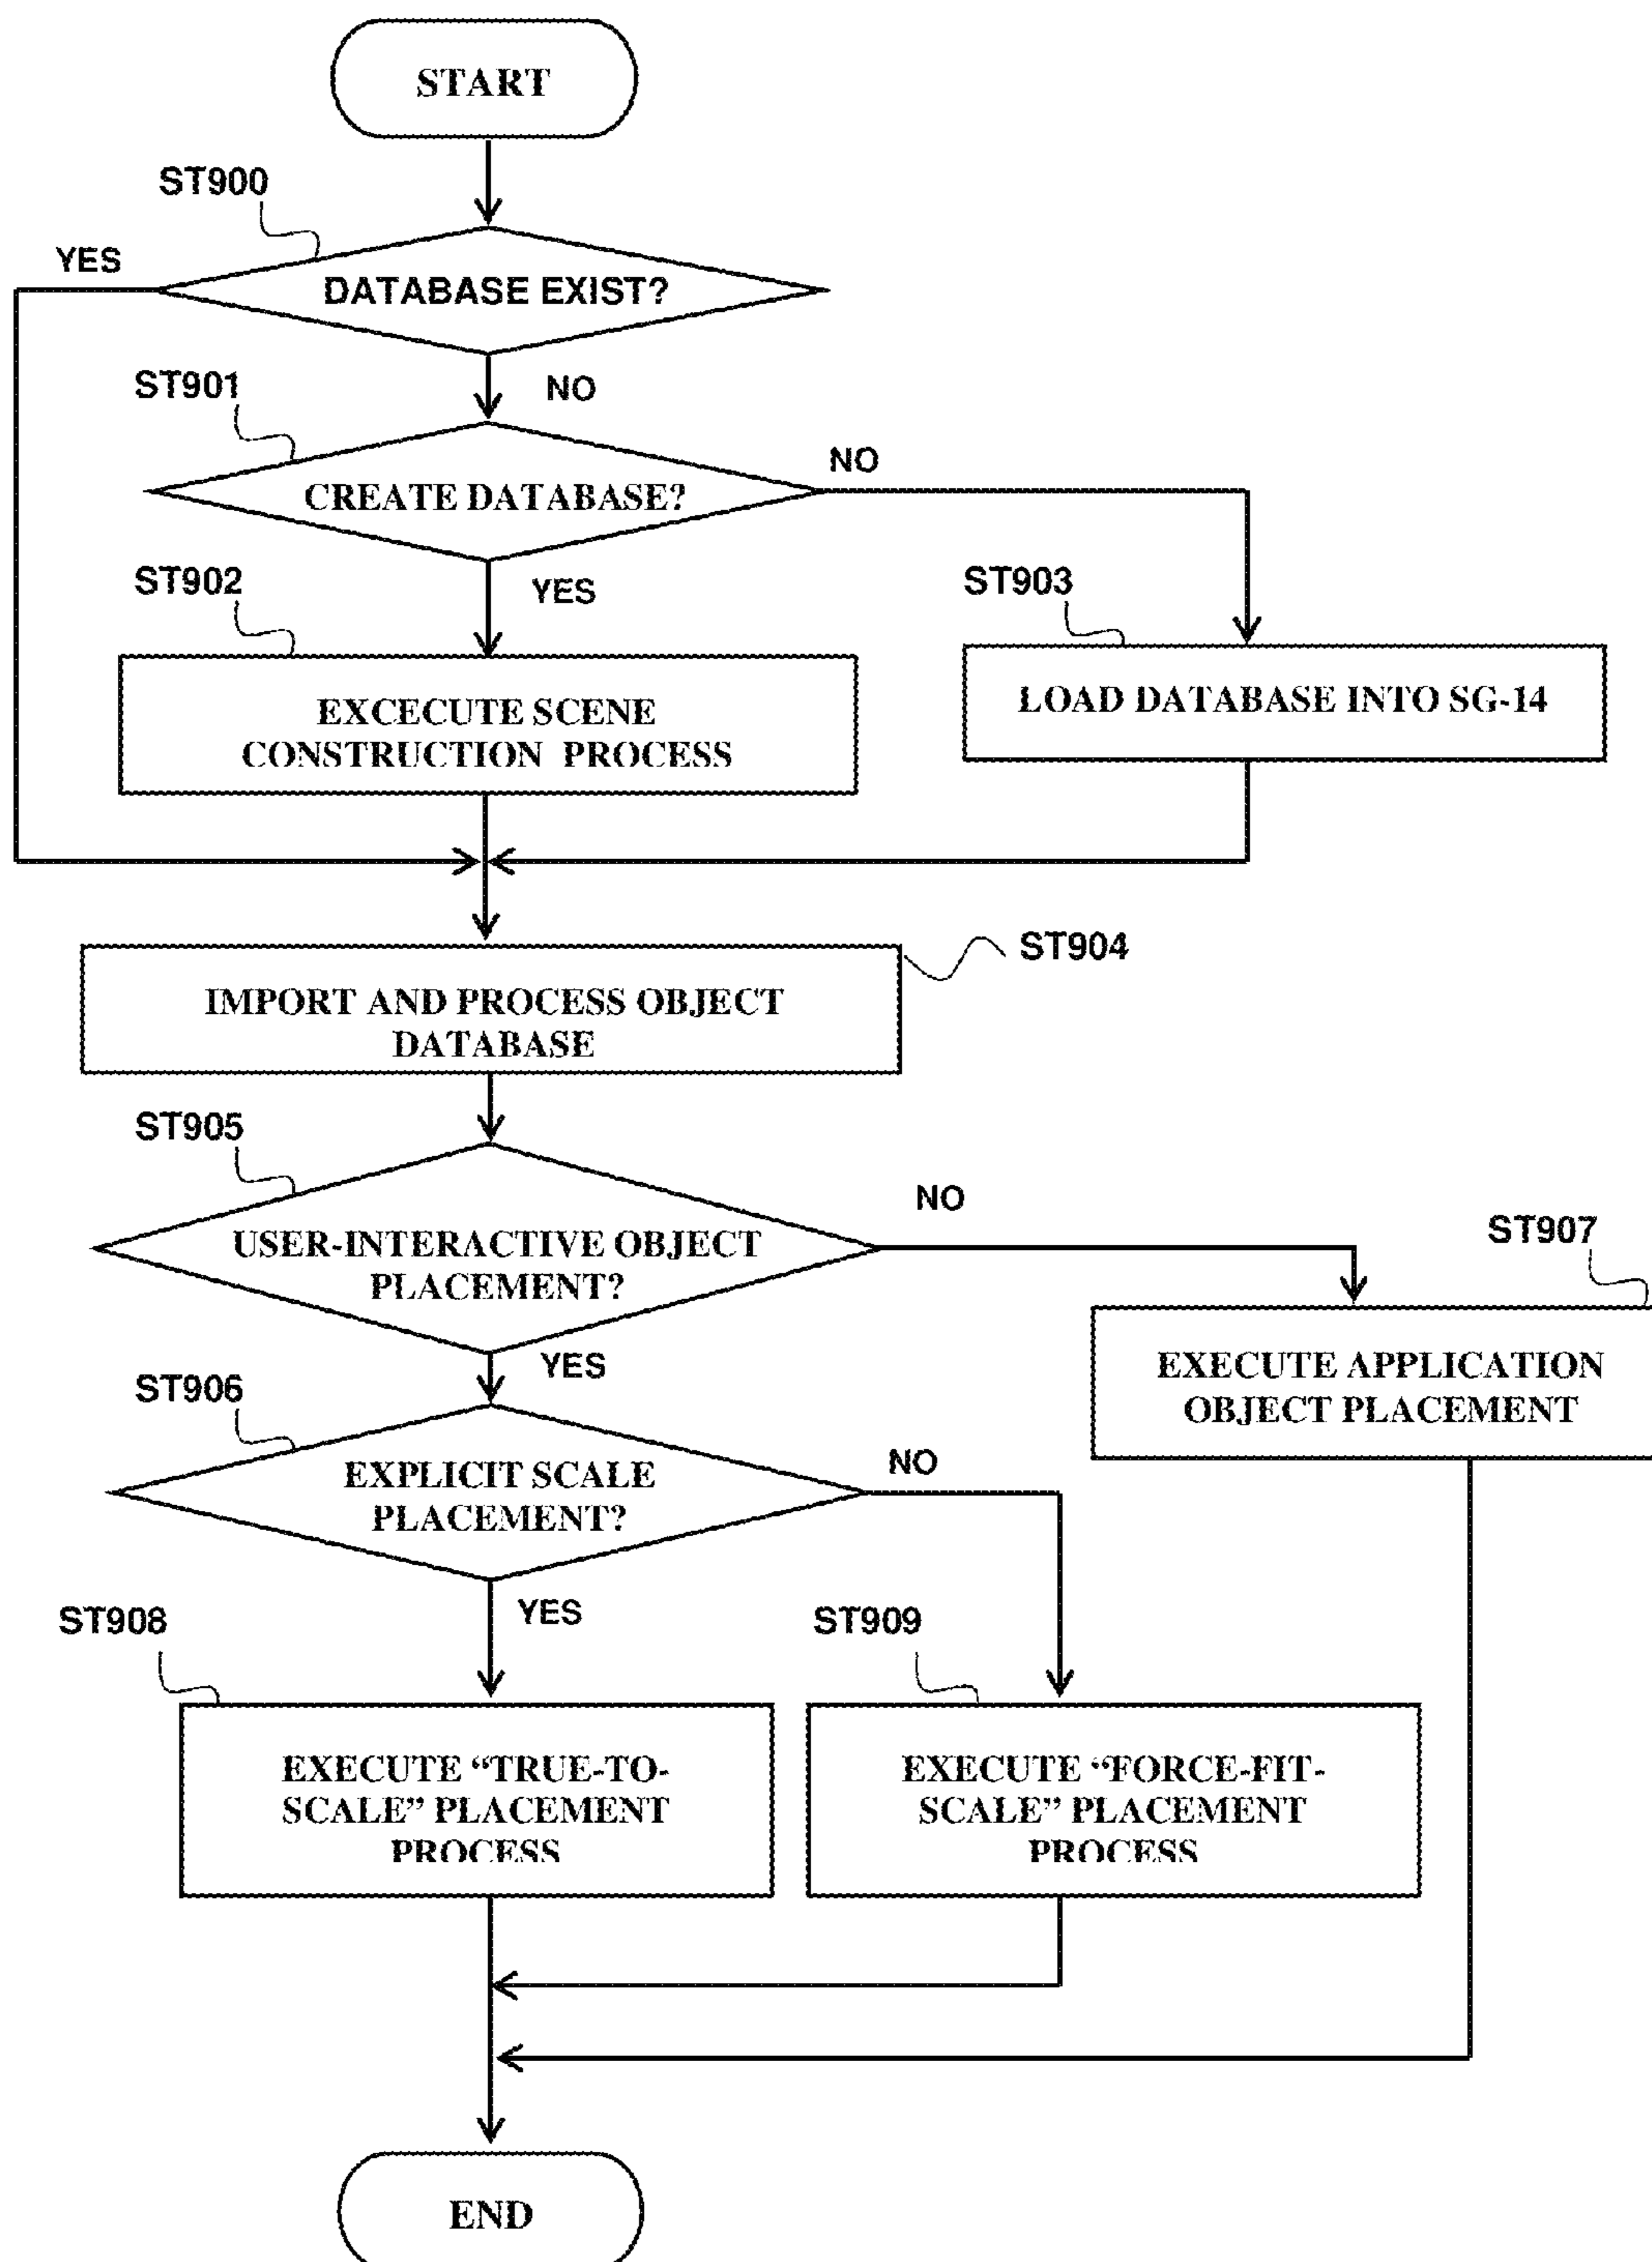 START
ST900
YES
DATABASE EXIST?
ST901
NO
NO
CREATE DATABASE?
ST902
YES
ST903
EXCECUTE SCENE
CONSTRUCTION PROCESS
LOAD DATABASE INTO SG-14
ST904
IMPORT AND PROCESS OBJECT
DATABASE
ST905
NO
USER-INTERACTIVE OBJECT
PLACEMENT?
ST907
YES
EXECUTE APPLICATION
OBJECT PLACEMENT
ST906
NO
EXPLICIT SCALE
PLACEMENT?
ST908
YES
ST909
EXECUTE “TRUE-TO-
SCALE” PLACEMENT
PROCESS
EXECUTE “FORCE-FIT-
SCALE” PLACEMENT
PROCESS
END